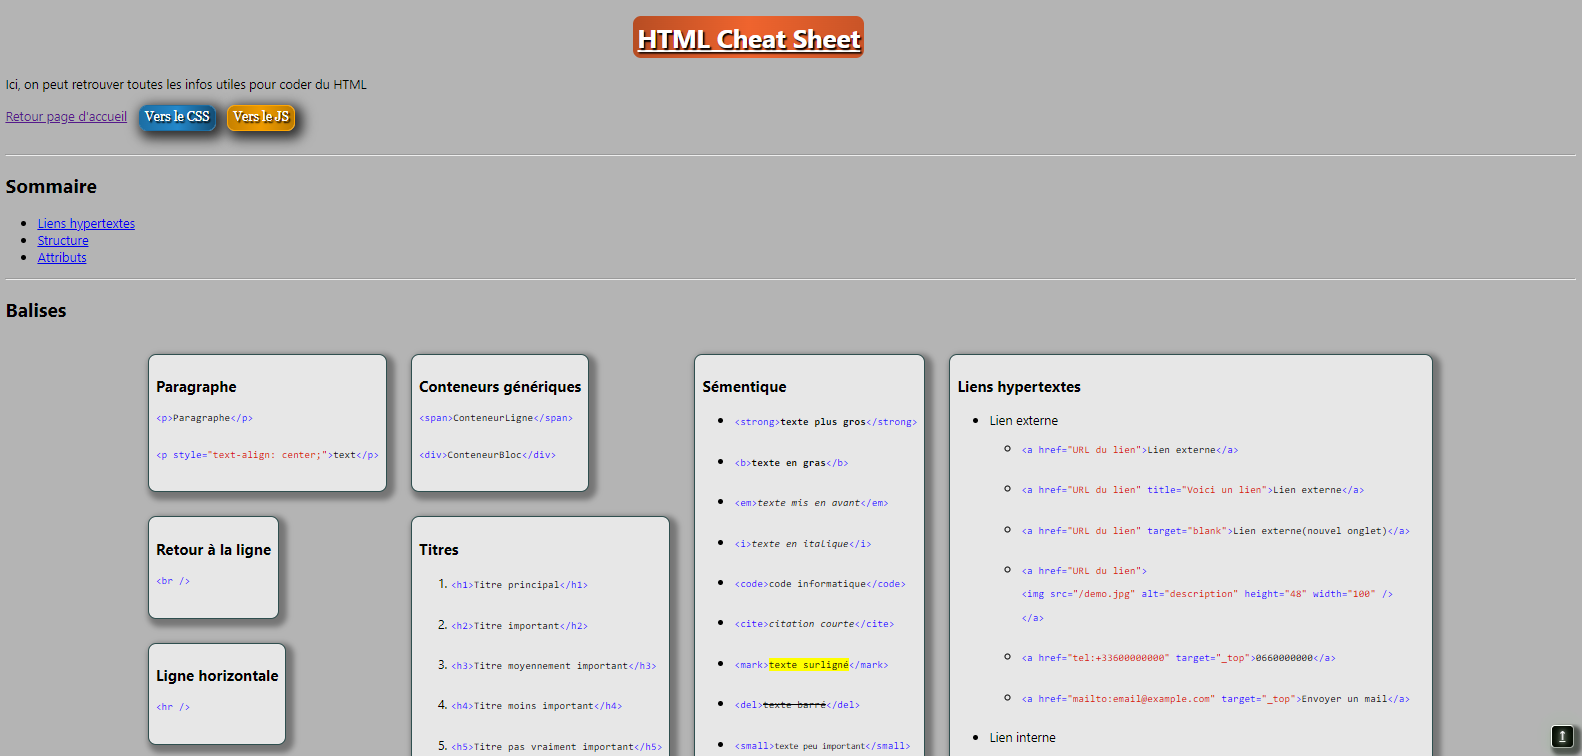 HTML Cheat Sheet
Ici, on peut retrouver toutes les infos utiles pour coder du HTML
Retour page d'accueil Vers le CSS Vers le JS
Sommaire
Liens hypertextes
Structure
Attributs
Balises
Paragraphe
<p>Paragraphe</p>
<p style="text-align: center;">text</p>
Retour à la ligne
<br />
Ligne horizontale
<hr />
Conteneurs génériques
<span>ConteneurLigne</span>
<div>ConteneurBloc</div>
Titres
1. <h1>Titre principal</h1>
2. <h2>Titre important</h2>
3. <h3>Titre moyennement important</h3>
4. <h4>Titre moins important</h4>
5. <h5>Titre pas vraiment important</h5>
Sémentique
<strong>texte plus gros</strong>
<b>texte en gras</b>
<em>texte mis en avant</em>
<i>texte en italique</i>
<code>code informatique</code>
<cite>citation courte</cite>
<mark>texte surligné</mark>
<del>texte barré</del>
<small>texte peu important</small>
Liens hypertextes
Lien externe
<a href="URL du lien">Lien externe</a>
<a href="URL du lien" title="Voici un lien">Lien externe</a>
<a href="URL du lien" target="blank">Lien externe(nouvel onglet)</a>
<a href="URL du lien">
<img src="/demo.jpg" alt="description" height="48" width="100" />
</a>
<a href="tel:+33600000000" target="_top">0660000000</a>
<a href="mailto:email@example.com" target="_top">Envoyer un mail</a>
Lien interne